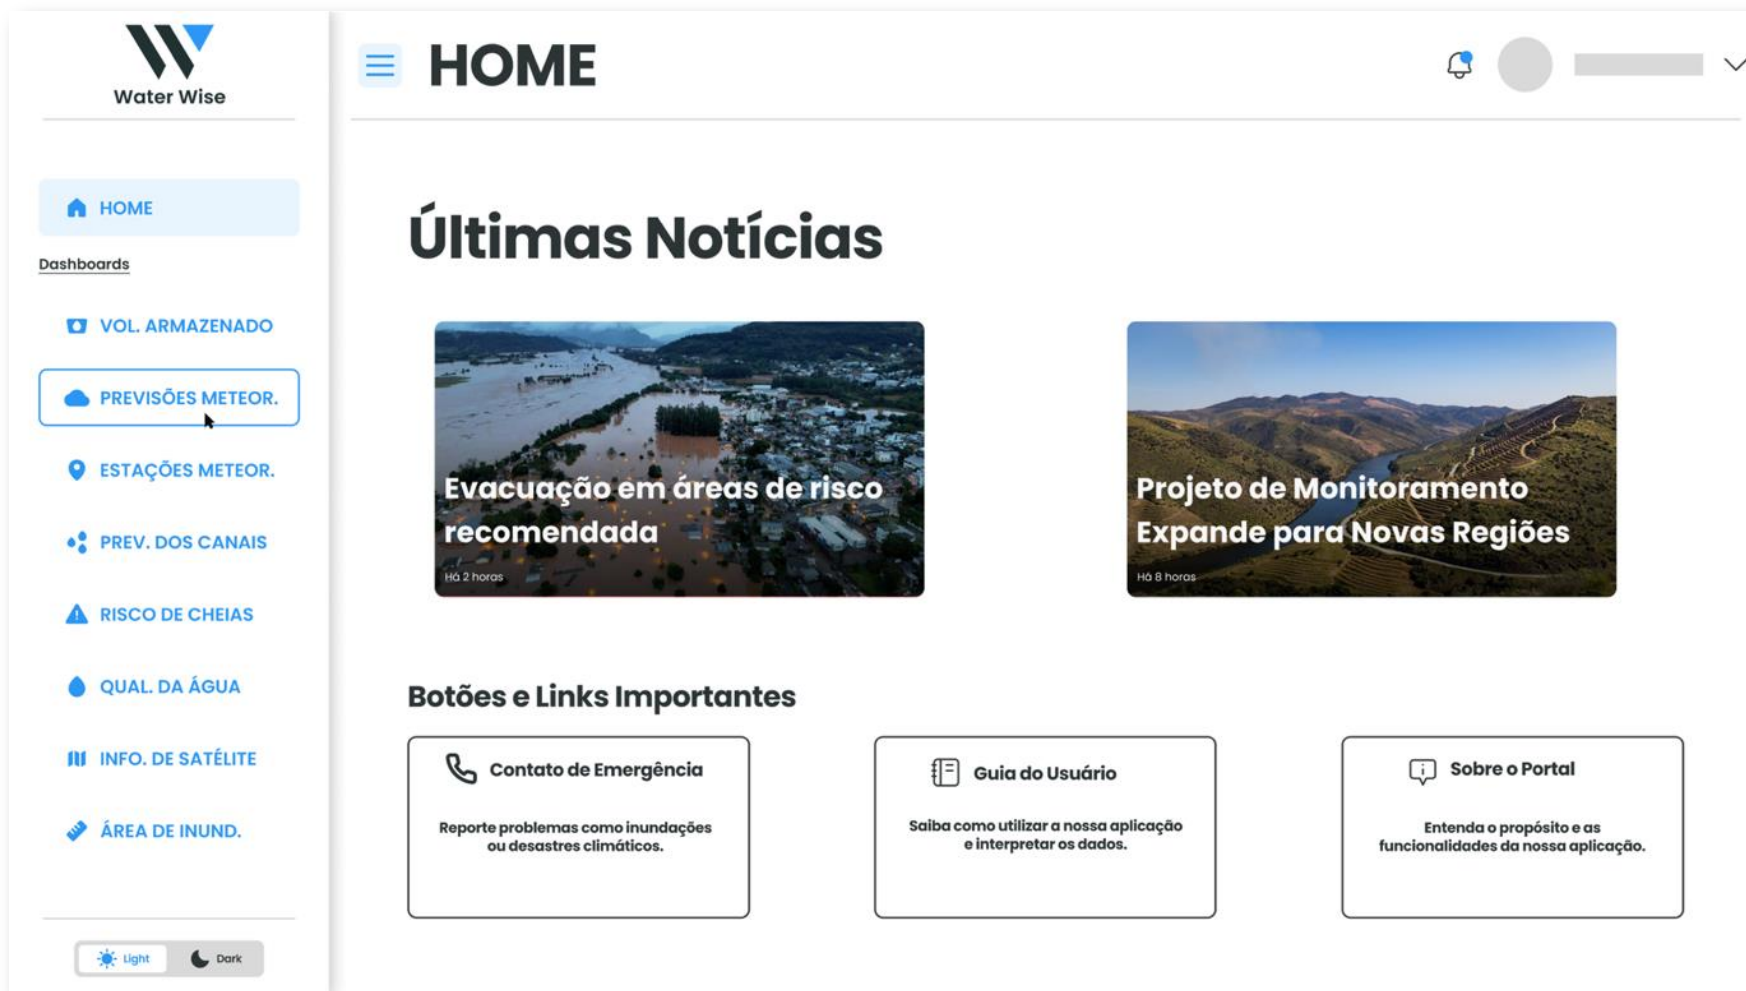 Water Wise
HOME
HOME
Dashboards
VOL. ARMAZENADO
PREVISÕES METEOR.
ESTAÇÕES METEOR.
PREV. DOS CANAIS
RISCO DE CHEIAS
QUAL. DA ÁGUA
INFO. DE SATÉLITE
ÁREA DE INUND.
Light
Dark
Últimas Notícias
Evacuação em áreas de risco
recomendada
Há 2 horas
Projeto de Monitoramento
Expande para Novas Regiões
Há 8 horas
Botões e Links Importantes
Contato de Emergência
Reporte problemas como inundações
ou desastres climáticos.
Guia do Usuário
Saiba como utilizar a nossa aplicação
e interpretar os dados.
Sobre o Portal
Entenda o propósito e as
funcionalidades da nossa aplicação.